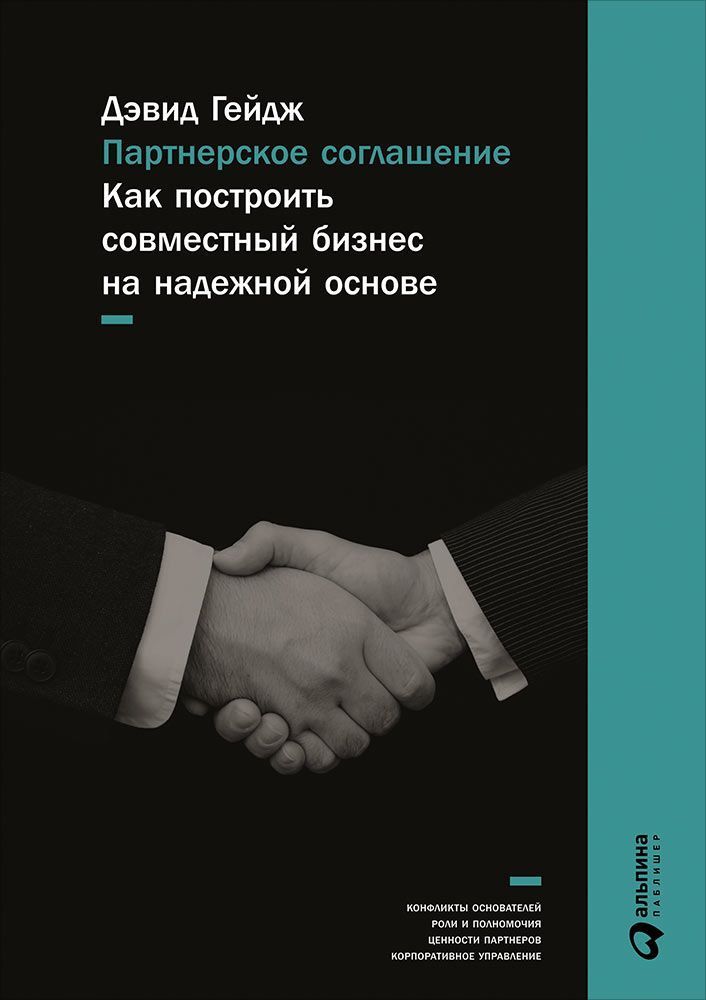 Дэвид Гейдж
Партнерское соглашение
Как построить
совместный бизнес
на надежной основе
КОНФЛИКТЫ ОСНОВАТЕЛЕЙ
РОЛИ И ПОЛНОМОЧИЯ
ЦЕННОСТИ ПАРТНЕРОВ
КОРПОРАТИВНОЕ УПРАВЛЕНИЕ
альпина
ПАБЛИШЕР